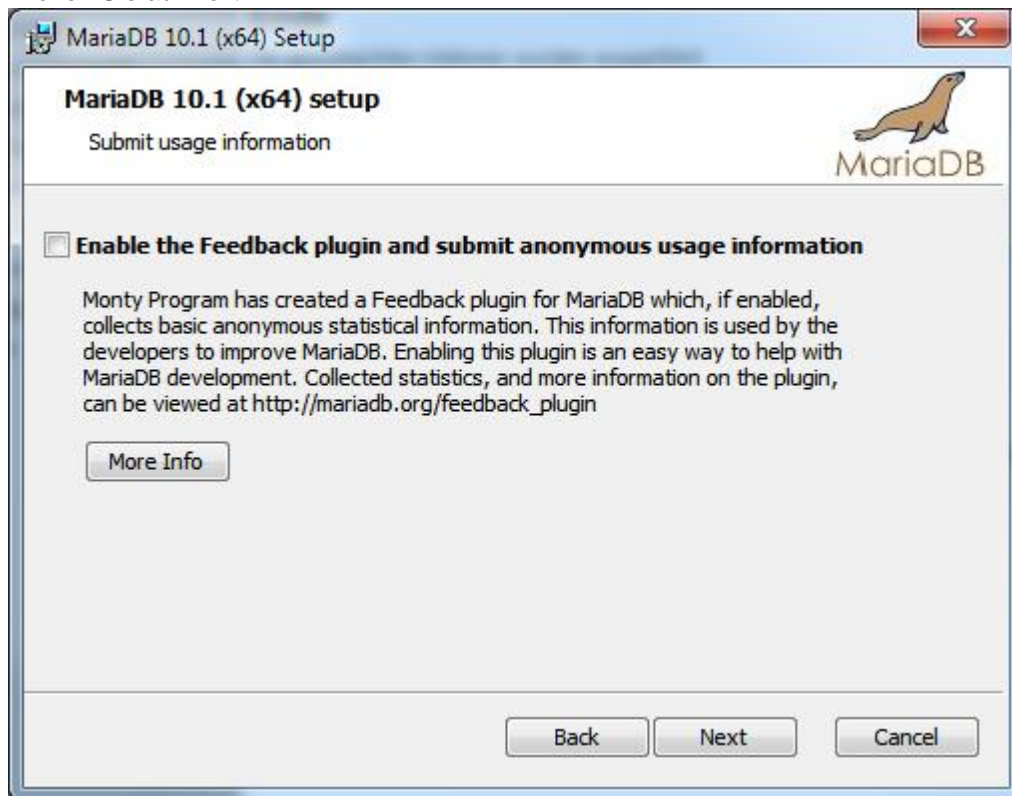 MariaDB 10.1 (x64) Setup
MariaDB 10.1 (x64) setup
Submit usage information
MariaDB
Enable the Feedback plugin and submit anonymous usage information
Monty Program has created a Feedback plugin for MariaDB which, if enabled,
collects basic anonymous statistical information. This information is used by the
developers to improve MariaDB. Enabling this plugin is an easy way to help with
MariaDB development. Collected statistics, and more information on the plugin,
can be viewed at http://mariadb.org/feedback_plugin
More Info
Back
Next
Cancel